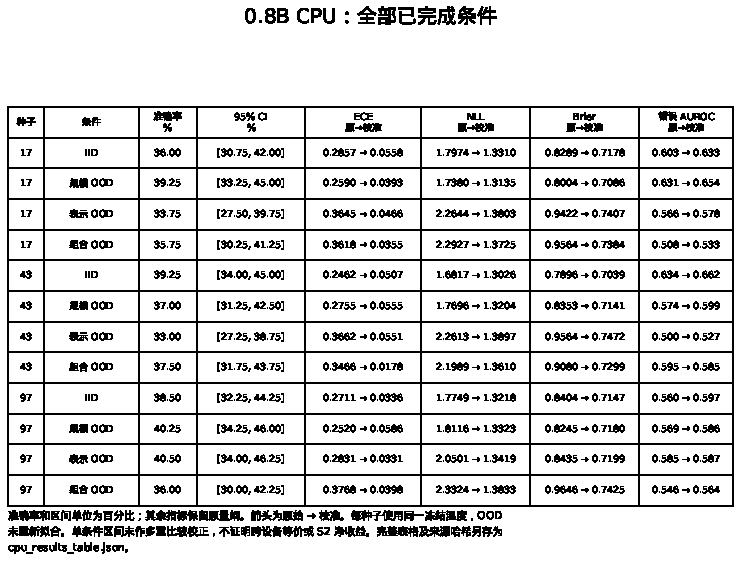 0.8B CPU：全部已完成条件
种子 条件 准确率 % 95% CI % ECE 原→校准 NLL 原→校准 Brier 原→校准 错误 AUROC 原→校准
17 IID 36.00 [30.75, 42.00] 0.2857 → 0.0558 1.7974 → 1.3310 0.8289 → 0.7178 0.603 → 0.633
17 规模 OOD 39.25 [33.25, 45.00] 0.2590 → 0.0393 1.7380 → 1.3135 0.8004 → 0.7086 0.631 → 0.654
17 表示 OOD 33.75 [27.50, 39.75] 0.3645 → 0.0466 2.2644 → 1.3803 0.9422 → 0.7407 0.566 → 0.578
17 组合 OOD 35.75 [30.25, 41.25] 0.3618 → 0.0355 2.2927 → 1.3725 0.9564 → 0.7384 0.508 → 0.533
43 IID 39.25 [34.00, 45.00] 0.2462 → 0.0507 1.6817 → 1.3026 0.7896 → 0.7039 0.634 → 0.662
43 规模 OOD 37.00 [31.25, 42.50] 0.2755 → 0.0555 1.7696 → 1.3204 0.8353 → 0.7141 0.574 → 0.599
43 表示 OOD 33.00 [27.25, 38.75] 0.3662 → 0.0551 2.2613 → 1.3897 0.9564 → 0.7472 0.500 → 0.527
43 组合 OOD 37.50 [31.75, 43.75] 0.3466 → 0.0178 2.1989 → 1.3610 0.9080 → 0.7299 0.595 → 0.585
97 IID 38.50 [32.25, 44.25] 0.2711 → 0.0336 1.7749 → 1.3218 0.8404 → 0.7147 0.560 → 0.597
97 规模 OOD 40.25 [34.25, 46.00] 0.2520 → 0.0586 1.8116 → 1.3323 0.8245 → 0.7180 0.569 → 0.586
97 表示 OOD 40.50 [34.00, 46.25] 0.2831 → 0.0331 2.0501 → 1.3419 0.8435 → 0.7199 0.585 → 0.587
97 组合 OOD 36.00 [30.00, 42.25] 0.3768 → 0.0398 2.3324 → 1.3833 0.9646 → 0.7425 0.546 → 0.564
准确率和区间单位为百分比；其余指标保留原量纲。箭头为原始 → 校准。每种子使用同一冻结温度，OOD
未重新拟合。单条件区间未作多重比较校正，不证明跨设备等价或 S2 净收益。完整表格及来源哈希另存为
cpu_results_table.json。